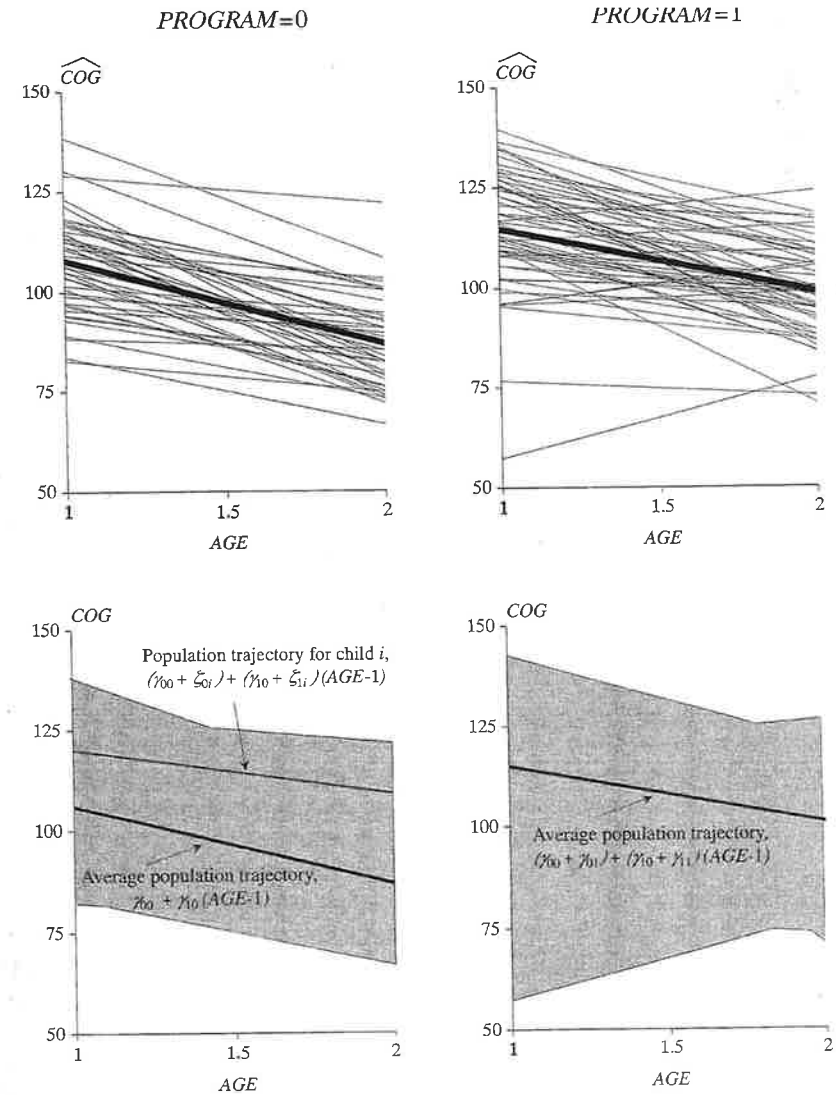 PROGRAM=0
PROGRAM=1
COG
150
125
100
75
50
1
1.5
2
AGE
COG
150
125
100
75
50
1
1.5
2
AGE
COG
150
Population trajectory for child i,
(γ00 + ζ0i) + (γ10 + ζ1i)(AGE-1)
125
100
Average population trajectory,
γ00 + γ10(AGE-1)
75
50
1
1.5
2
AGE
COG
150
125
100
Average population trajectory,
(γ00 + γ01) + (γ10 + γ11)(AGE-1)
75
50
1
1.5
2
AGE